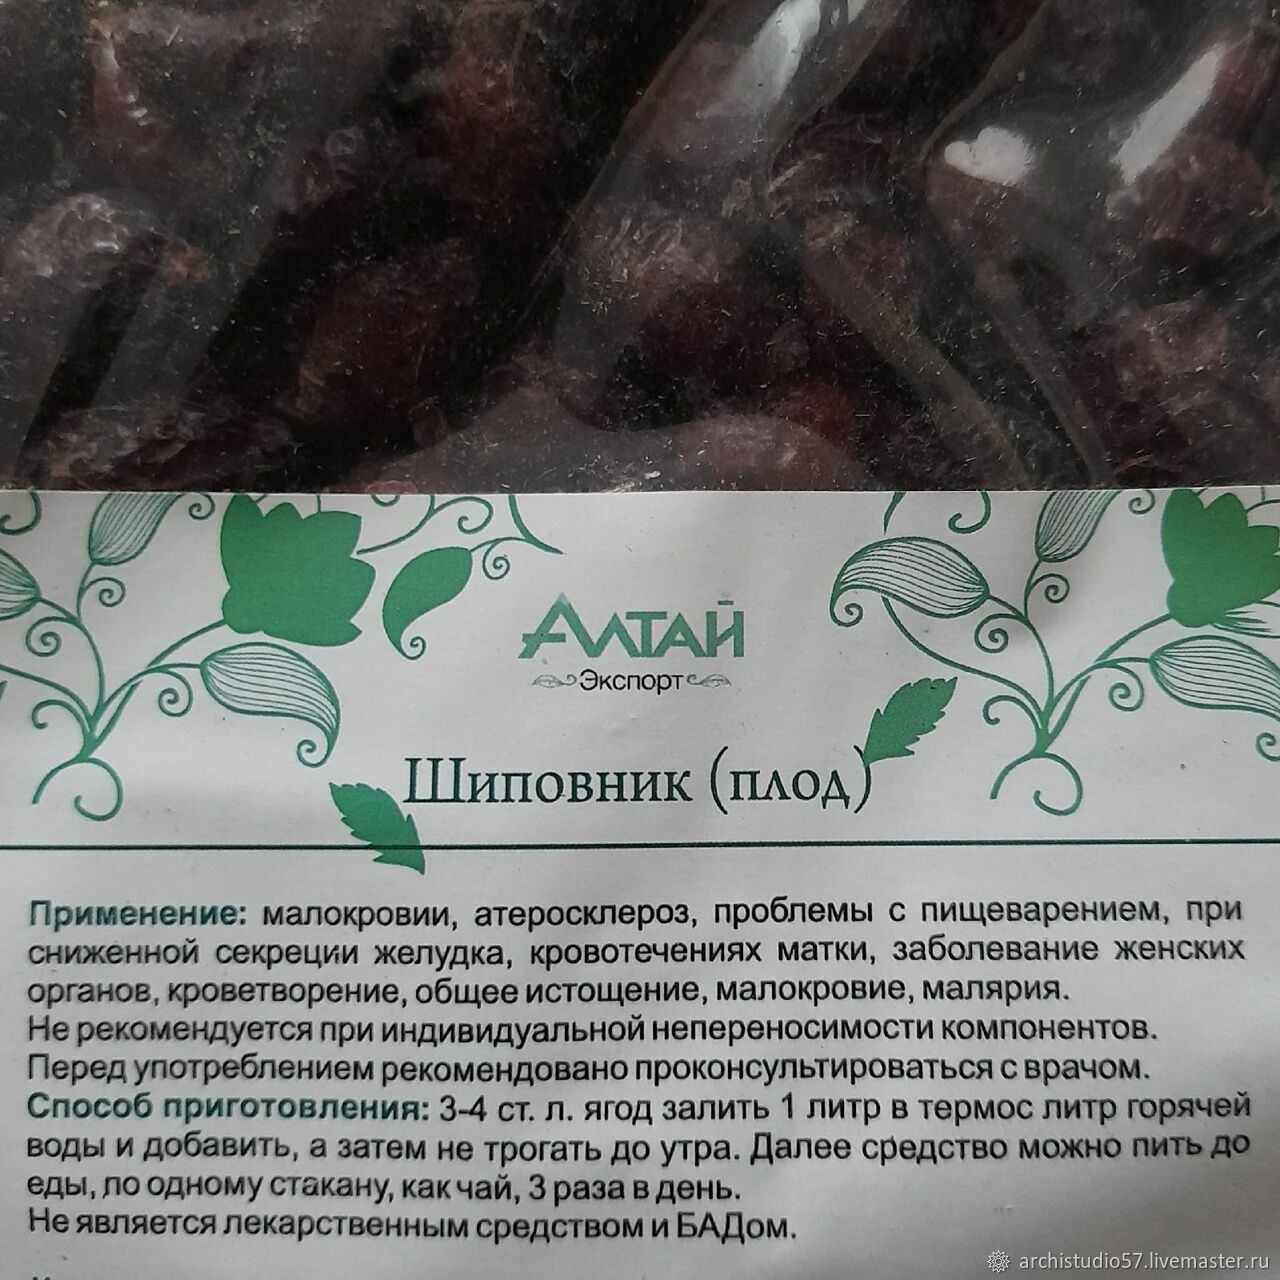 Алтай
Экспорт
Шиповник (плод)
Применение: малокровии, атеросклероз, проблемы с пищеварением, при
сниженной секреции желудка, кровотечениях матки, заболевание женских
органов, кроветворение, общее истощение, малокровие, малярия.
Не рекомендуется при индивидуальной непереносимости компонентов.
Перед употреблением рекомендовано проконсультироваться с врачом.
Способ приготовления: 3-4 ст. л. ягод залить 1 литр в термос литр горячей
воды и добавить, а затем не трогать до утра. Далее средство можно пить до
еды, по одному стакану, как чай, 3 раза в день.
Не является лекарственным средством и БАДом.
archistudio57.livemaster.ru